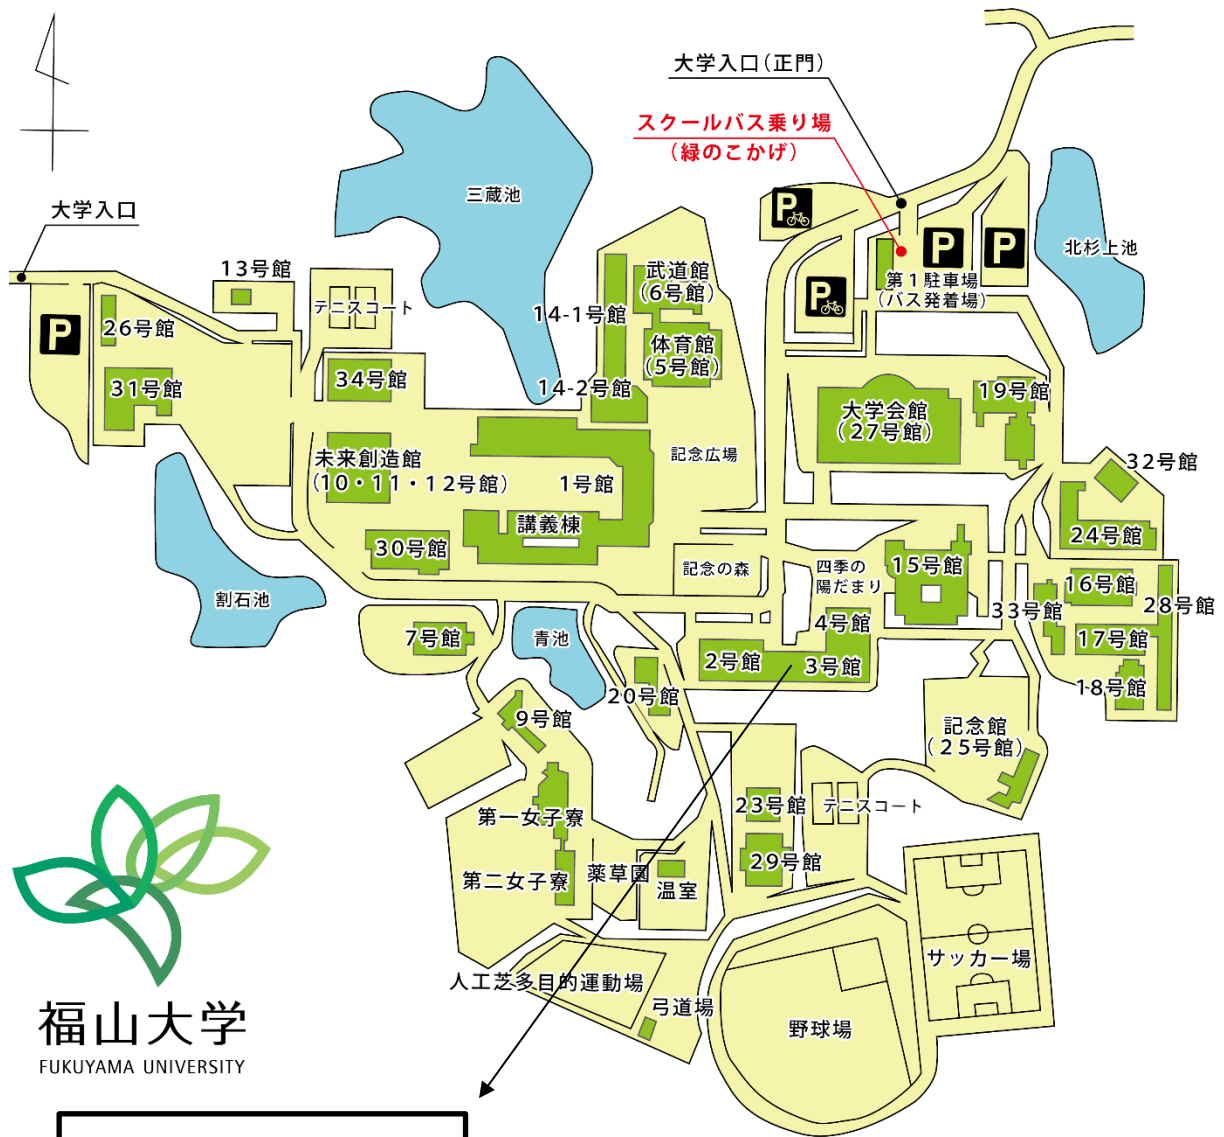 大学入口(正門)
スクールバス乗り場
(緑のこかげ)
三蔵池
大学入口
北杉上池
P
P
P
P
P
第１駐車場
(バス発着場)
13号館
テニスコート
武道館
(6号館)
14-1号館
26号館
体育館
(5号館)
34号館
14-2号館
31号館
大学会館
(27号館)
19号館
記念広場
未来創造館
(10・11・12号館)
1号館
32号館
講義棟
24号館
30号館
記念の森
四季の
陽だまり
15号館
16号館
28号館
割石池
33号館
7号館
青池
4号館
17号館
2号館
3号館
18号館
20号館
9号館
記念館
(25号館)
第一女子寮
23号館
テニスコート
29号館
第二女子寮
薬草園
温室
人工芝多目的運動場
弓道場
サッカー場
野球場
福山大学
FUKUYAMA UNIVERSITY